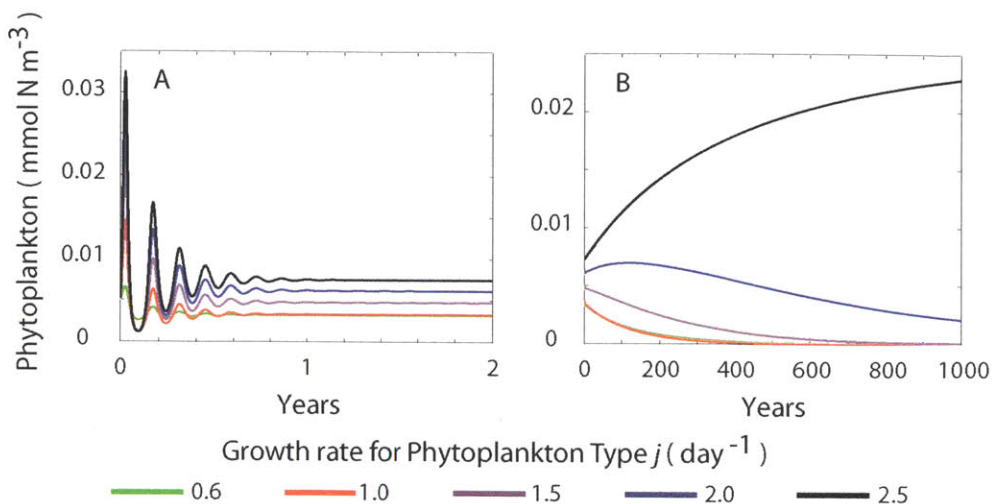 Phytoplankton ( mmol N m⁻³ )
A
0.03
0.02
0.01
0
0
1
2
Years
B
0.02
0.01
0
0
200
400
600
800
1000
Years
Growth rate for Phytoplankton Type j ( day ⁻¹ )
0.6 1.0 1.5 2.0 2.5